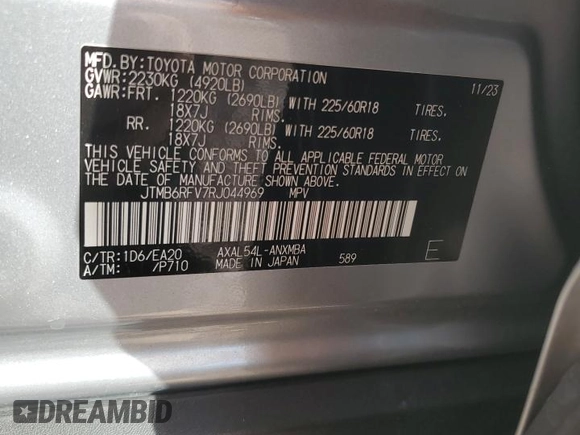 MFD.BY:TOYOTA MOTOR CORPORATION 11/23
GVWR:2230KG (4920LB)
GAWR:FRT. 1220KG (2690LB) WITH 225/60R18 TIRES.
18X7J RIMS.
RR. 1220KG (2690LB) WITH 225/60R18 TIRES.
18X7J RIMS.
THIS VEHICLE CONFORMS TO ALL APPLICABLE FEDERAL MOTOR
VEHICLE SAFETY AND THEFT PREVENTION STANDARDS IN EFFECT ON
THE DATE OF MANUFACTURE SHOWN ABOVE.
JTMB6RFV7RJ044969 MPV
C/TR:1D6/EA20 AXAL54L-ANXMBA E
A/TM: /P710 MADE IN JAPAN 589
DREAMBID